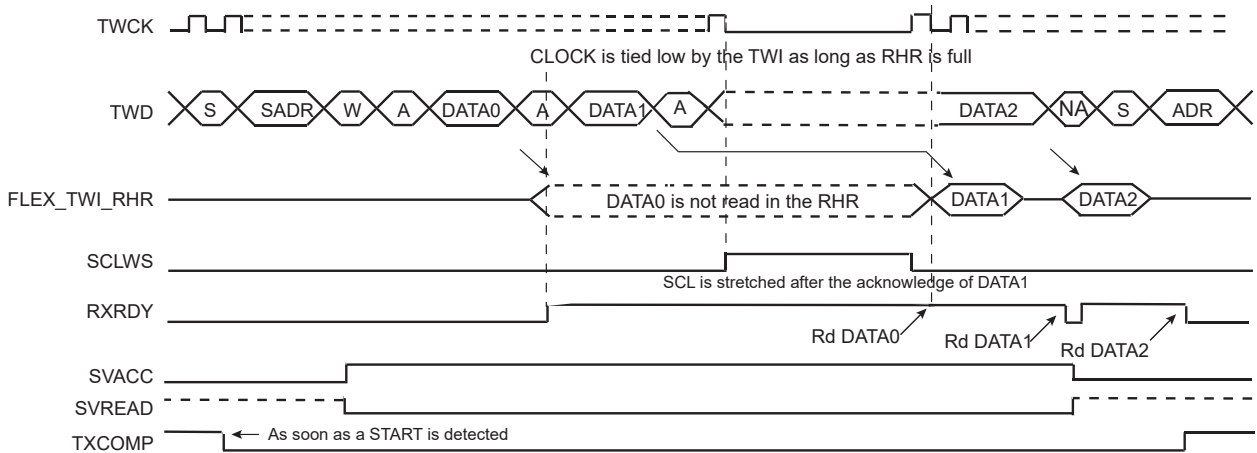 TWCK
CLOCK is tied low by the TWI as long as RHR is full
TWD S SADR W A DATA0 A DATA1 A DATA2 NA S ADR
FLEX_TWI_RHR DATA0 is not read in the RHR DATA1 DATA2
SCLWS
SCL is stretched after the acknowledge of DATA1
RXRDY
Rd DATA0 Rd DATA1 Rd DATA2
SVACC
SVREAD
TXCOMP As soon as a START is detected